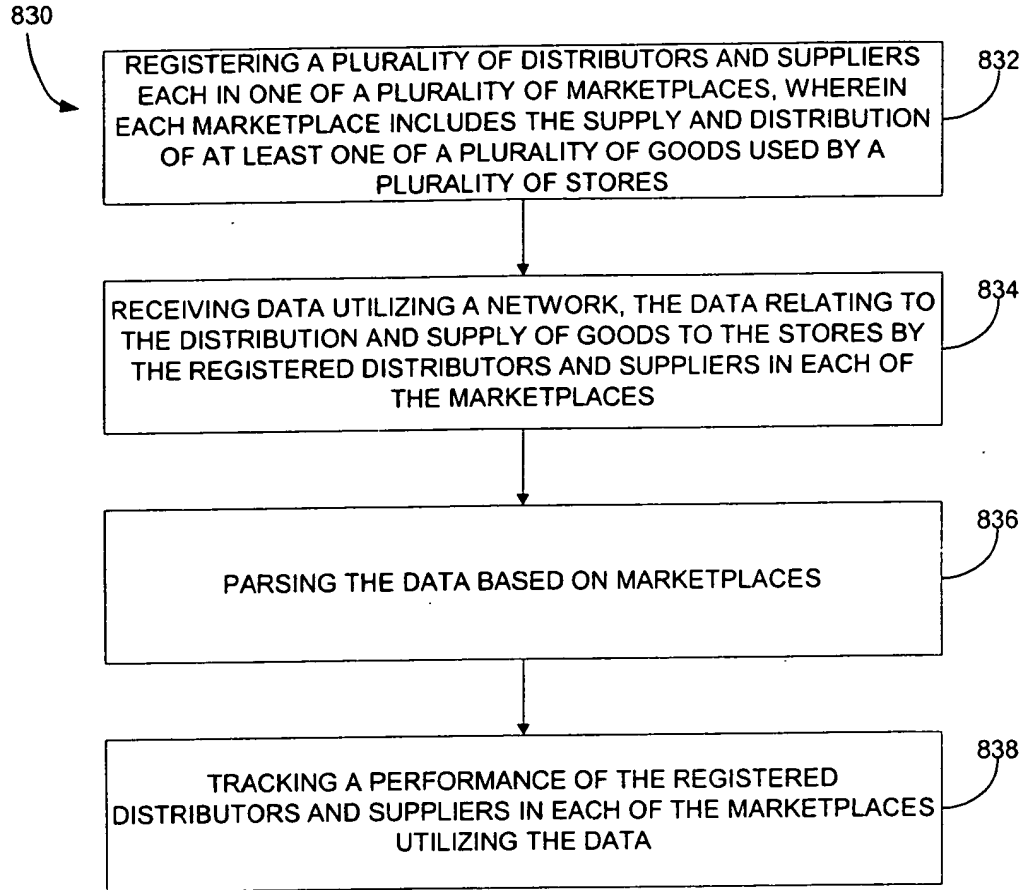 830
REGISTERING A PLURALITY OF DISTRIBUTORS AND SUPPLIERS
EACH IN ONE OF A PLURALITY OF MARKETPLACES, WHEREIN
EACH MARKETPLACE INCLUDES THE SUPPLY AND DISTRIBUTION
OF AT LEAST ONE OF A PLURALITY OF GOODS USED BY A
PLURALITY OF STORES
832
RECEIVING DATA UTILIZING A NETWORK, THE DATA RELATING TO
THE DISTRIBUTION AND SUPPLY OF GOODS TO THE STORES BY
THE REGISTERED DISTRIBUTORS AND SUPPLIERS IN EACH OF
THE MARKETPLACES
834
PARSING THE DATA BASED ON MARKETPLACES
836
TRACKING A PERFORMANCE OF THE REGISTERED
DISTRIBUTORS AND SUPPLIERS IN EACH OF THE MARKETPLACES
UTILIZING THE DATA
838